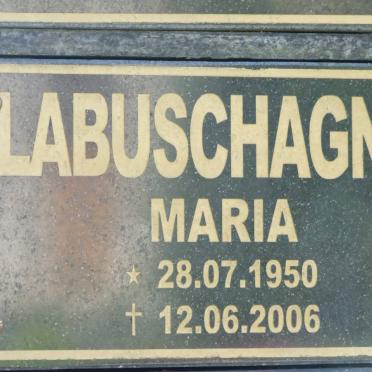 LABUSCHAGN
MARIA
★ 28.07.1950
† 12.06.2006